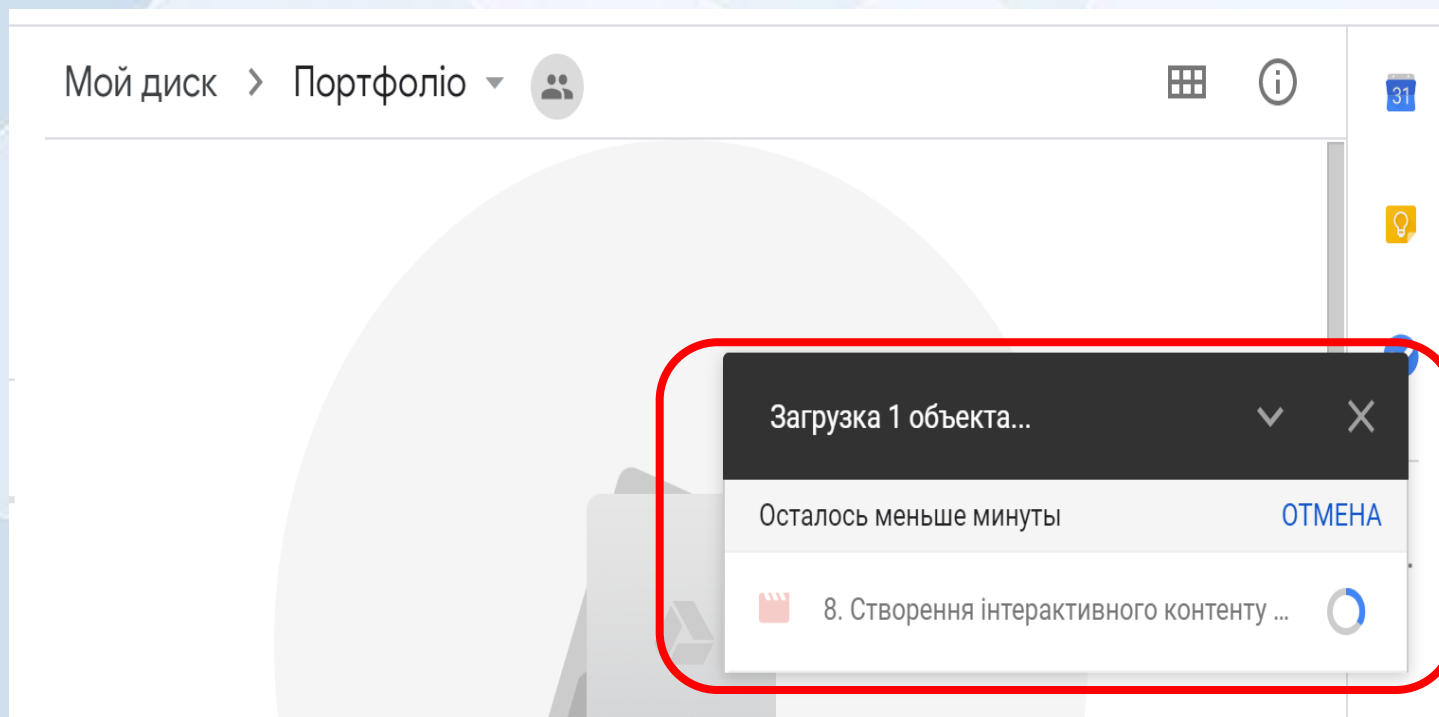 Мой диск > Портфоліо
31
Загрузка 1 объекта...
Осталось меньше минуты ОТМЕНА
8. Створення інтерактивного контенту ...